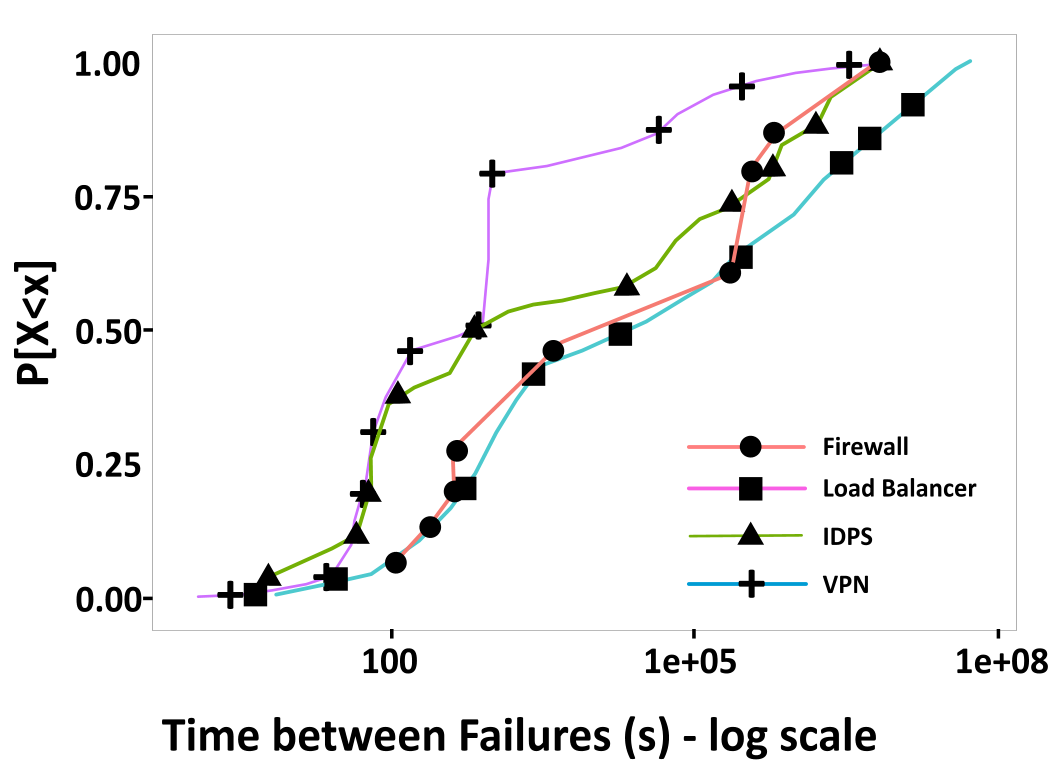 P[X<x]
1.00
0.75
0.50
0.25
0.00
Firewall
Load Balancer
IDPS
VPN
100
1e+05
1e+08
Time between Failures (s) - log scale